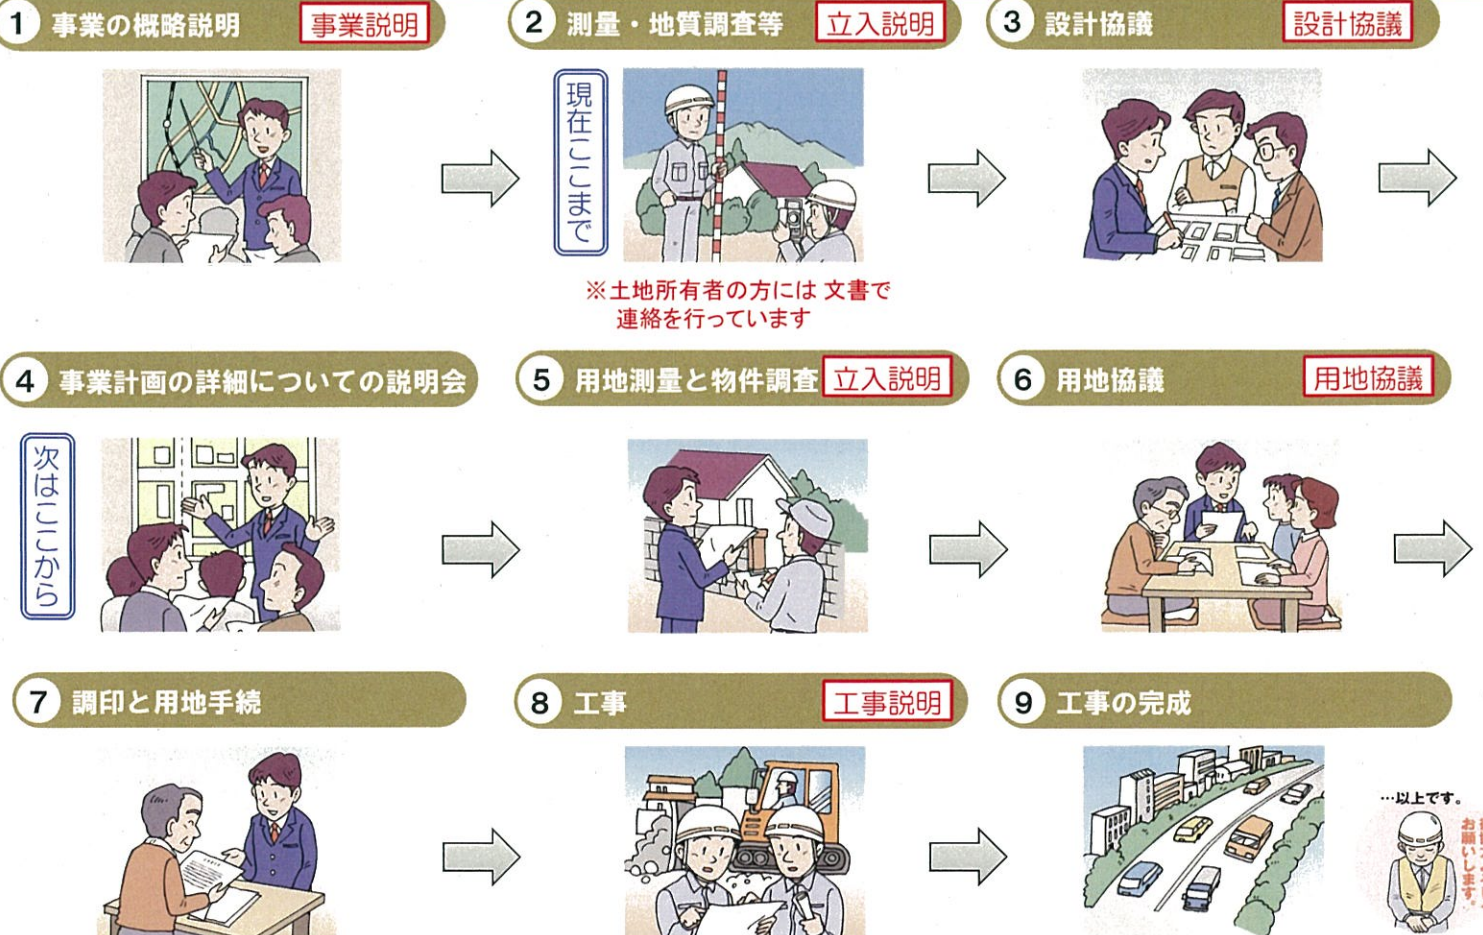 1 事業の概略説明 事業説明
2 測量・地質調査等 立入説明
3 設計協議 設計協議
現在ここまで
※土地所有者の方には 文書で
連絡を行っています
4 事業計画の詳細についての説明会
5 用地測量と物件調査 立入説明
6 用地協議 用地協議
次はここから
7 調印と用地手続
8 工事 工事説明
9 工事の完成
…以上です。
お願いします。